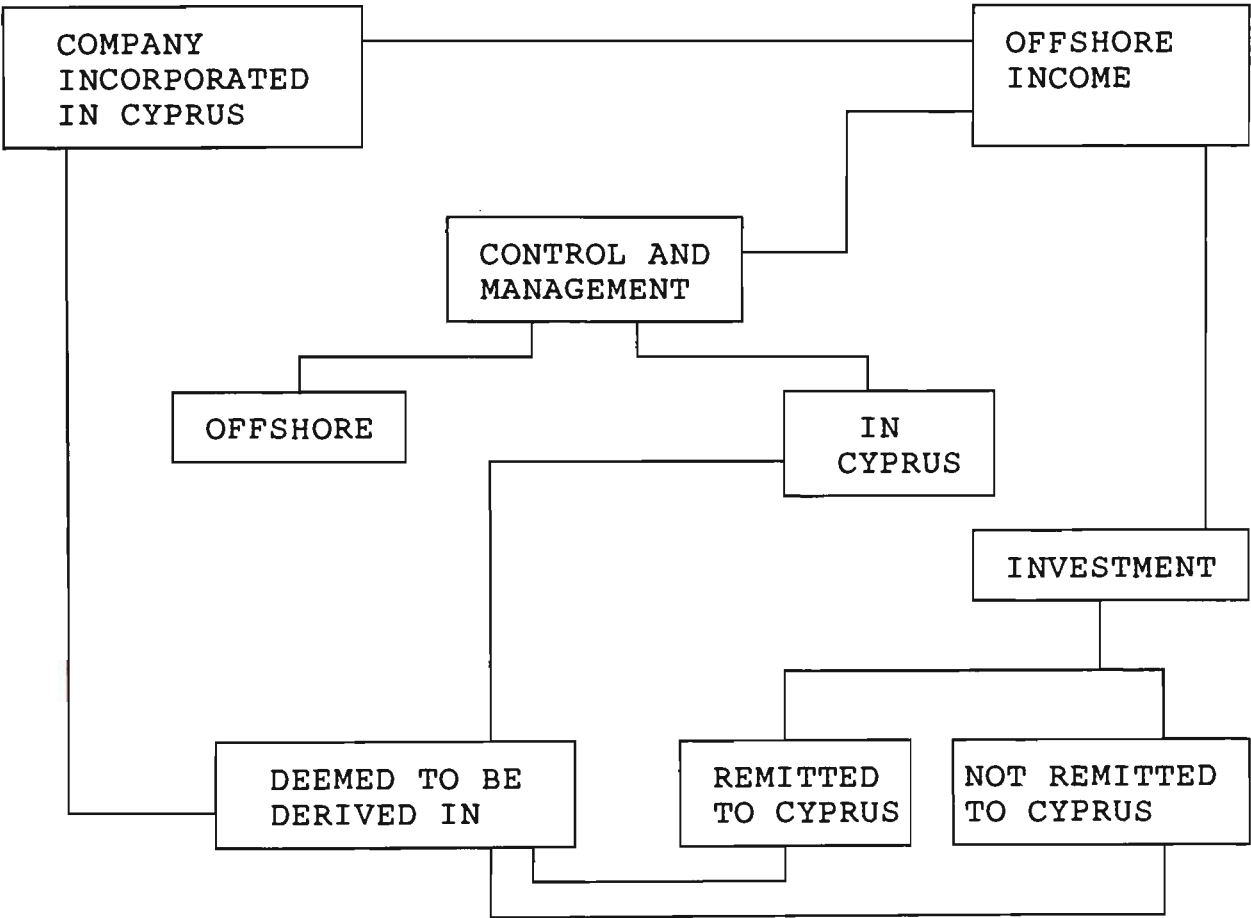 COMPANY
INCORPORATED
IN CYPRUS
OFFSHORE
INCOME
CONTROL AND
MANAGEMENT
OFFSHORE
IN
CYPRUS
INVESTMENT
DEEMED TO BE
DERIVED IN
REMITTED
TO CYPRUS
NOT REMITTED
TO CYPRUS